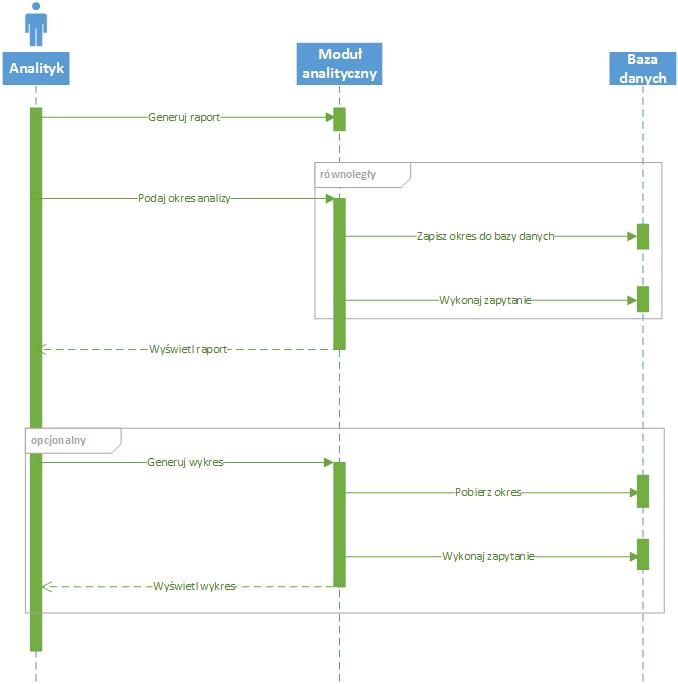 Analityk
Moduł
analityczny
Baza
danych
Generuj raport
równoległy
Podaj okres analizy
Zapisz okres do bazy danych
Wykonaj zapytanie
Wyświetl raport
opcjonalny
Generuj wykres
Pobierz okres
Wykonaj zapytanie
Wyświetl wykres